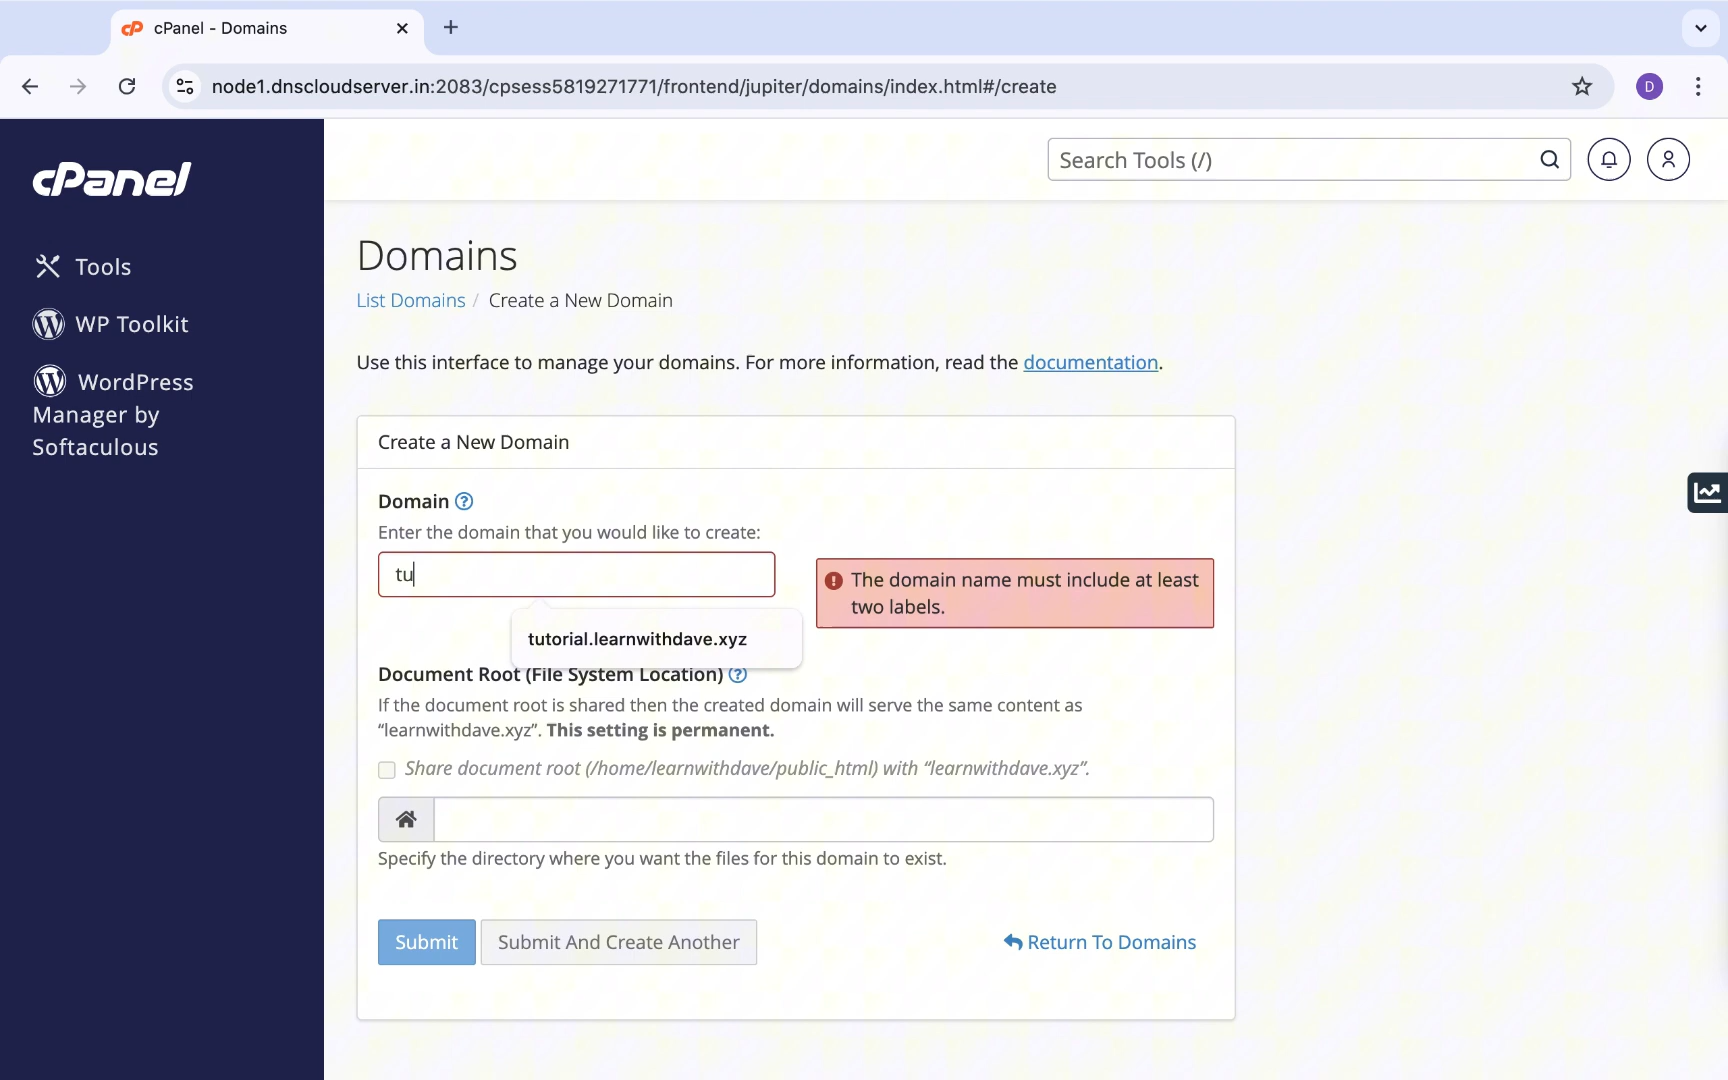 cPanel - Domains
node1.dnscloudserver.in:2083/cpsess5819271771/frontend/jupiter/domains/index.html#/create
D
cPanel
Search Tools (/)
Tools
WP Toolkit
WordPress
Manager by
Softaculous
Domains
List Domains / Create a New Domain
Use this interface to manage your domains. For more information, read the documentation.
Create a New Domain
Domain
Enter the domain that you would like to create:
tu
The domain name must include at least
two labels.
tutorial.learnwithdave.xyz
Document Root (File System Location)
If the document root is shared then the created domain will serve the same content as
“learnwithdave.xyz”. This setting is permanent.
Share document root (/home/learnwithdave/public_html) with “learnwithdave.xyz”.
Specify the directory where you want the files for this domain to exist.
Submit
Submit And Create Another
Return To Domains